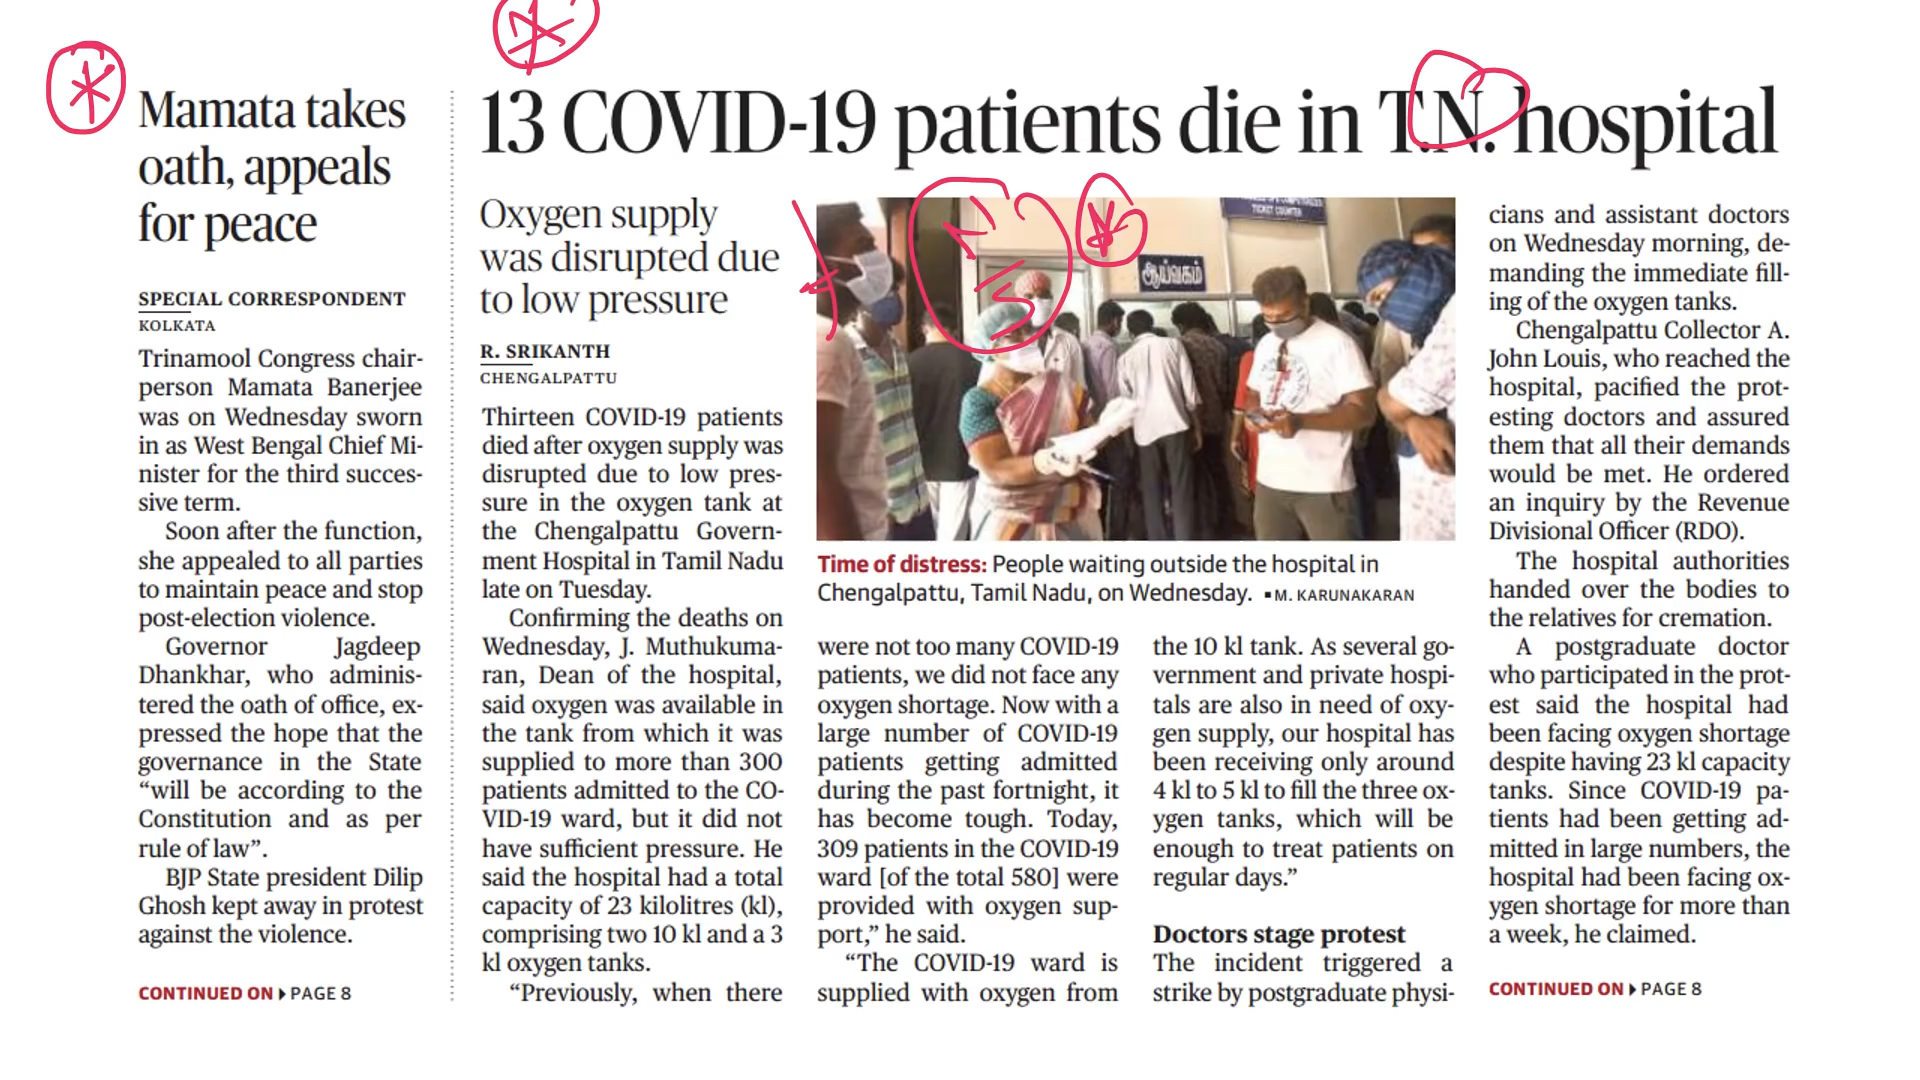 Mamata takes
oath, appeals
for peace
SPECIAL CORRESPONDENT
KOLKATA
Trinamool Congress chair-
person Mamata Banerjee
was on Wednesday sworn
in as West Bengal Chief Mi-
nister for the third succes-
sive term.
Soon after the function,
she appealed to all parties
to maintain peace and stop
post-election violence.
Governor Jagdeep
Dhankhar, who adminis-
tered the oath of office, ex-
pressed the hope that the
governance in the State
“will be according to the
Constitution and as per
rule of law”.
BJP State president Dilip
Ghosh kept away in protest
against the violence.
CONTINUED ON PAGE 8
13 COVID-19 patients die in T.N. hospital
Oxygen supply
was disrupted due
to low pressure
R. SRIKANTH
CHENGALPATTU
Thirteen COVID-19 patients
died after oxygen supply was
disrupted due to low pres-
sure in the oxygen tank at
the Chengalpattu Govern-
ment Hospital in Tamil Nadu
late on Tuesday.
Confirming the deaths on
Wednesday, J. Muthukuma-
ran, Dean of the hospital,
said oxygen was available in
the tank from which it was
supplied to more than 300
patients admitted to the CO-
VID-19 ward, but it did not
have sufficient pressure. He
said the hospital had a total
capacity of 23 kilolitres (kl),
comprising two 10 kl and a 3
kl oxygen tanks.
“Previously, when there
TICKET COUNTER
ஆய்வகம்
Time of distress: People waiting outside the hospital in
Chengalpattu, Tamil Nadu, on Wednesday. ▪ M. KARUNAKARAN
were not too many COVID-19
patients, we did not face any
oxygen shortage. Now with a
large number of COVID-19
patients getting admitted
during the past fortnight, it
has become tough. Today,
309 patients in the COVID-19
ward [of the total 580] were
provided with oxygen sup-
port,” he said.
“The COVID-19 ward is
supplied with oxygen from
the 10 kl tank. As several go-
vernment and private hospi-
tals are also in need of oxy-
gen supply, our hospital has
been receiving only around
4 kl to 5 kl to fill the three ox-
ygen tanks, which will be
enough to treat patients on
regular days.”
Doctors stage protest
The incident triggered a
strike by postgraduate physi-
cians and assistant doctors
on Wednesday morning, de-
manding the immediate fill-
ing of the oxygen tanks.
Chengalpattu Collector A.
John Louis, who reached the
hospital, pacified the prot-
esting doctors and assured
them that all their demands
would be met. He ordered
an inquiry by the Revenue
Divisional Officer (RDO).
The hospital authorities
handed over the bodies to
the relatives for cremation.
A postgraduate doctor
who participated in the prot-
est said the hospital had
been facing oxygen shortage
despite having 23 kl capacity
tanks. Since COVID-19 pa-
tients had been getting ad-
mitted in large numbers, the
hospital had been facing ox-
ygen shortage for more than
a week, he claimed.
CONTINUED ON PAGE 8